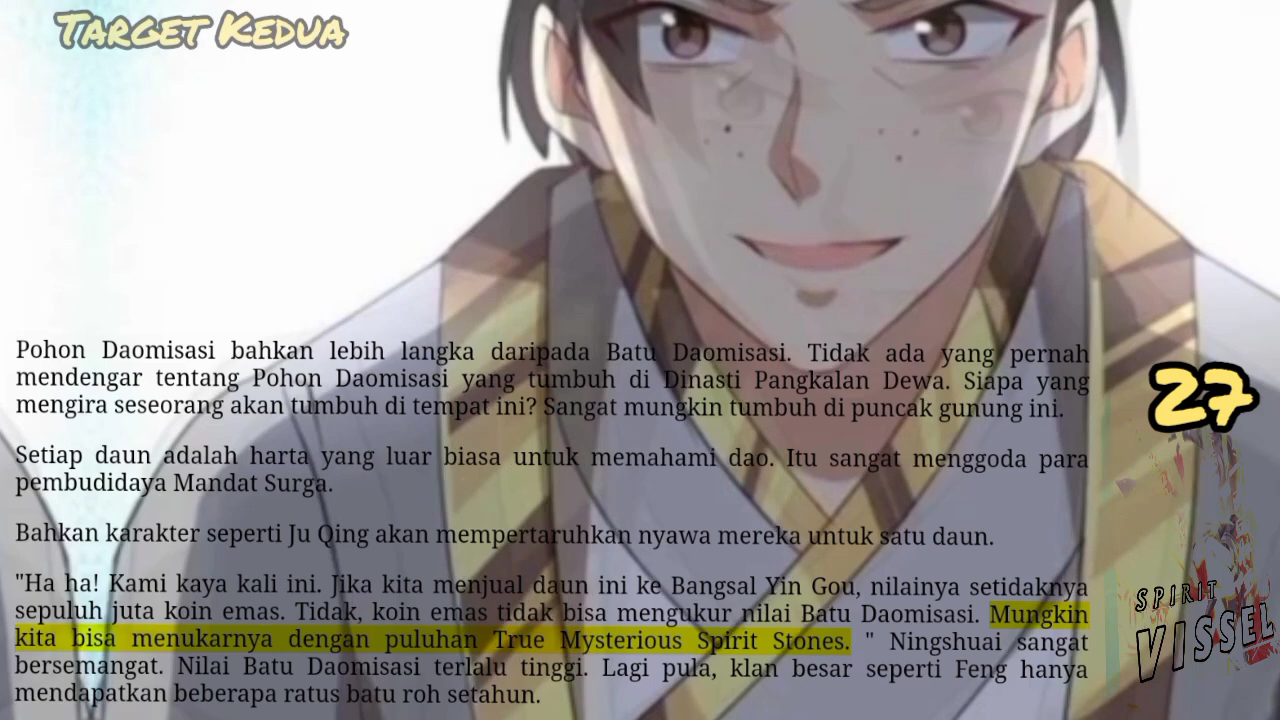 Target Kedua
Pohon Daomisasi bahkan lebih langka daripada Batu Daomisasi. Tidak ada yang pernah
mendengar tentang Pohon Daomisasi yang tumbuh di Dinasti Pangkalan Dewa. Siapa yang
mengira seseorang akan tumbuh di tempat ini? Sangat mungkin tumbuh di puncak gunung ini.
Setiap daun adalah harta yang luar biasa untuk memahami dao. Itu sangat menggoda para
pembudidaya Mandat Surga.
Bahkan karakter seperti Ju Qing akan mempertaruhkan nyawa mereka untuk satu daun.
"Ha ha! Kami kaya kali ini. Jika kita menjual daun ini ke Bangsal Yin Gou, nilainya setidaknya
sepuluh juta koin emas. Tidak, koin emas tidak bisa mengukur nilai Batu Daomisasi. Mungkin
kita bisa menukarnya dengan puluhan True Mysterious Spirit Stones. " Ningshuai sangat
bersemangat. Nilai Batu Daomisasi terlalu tinggi. Lagi pula, klan besar seperti Feng hanya
mendapatkan beberapa ratus batu roh setahun.
27
SPIRIT
VISSEL